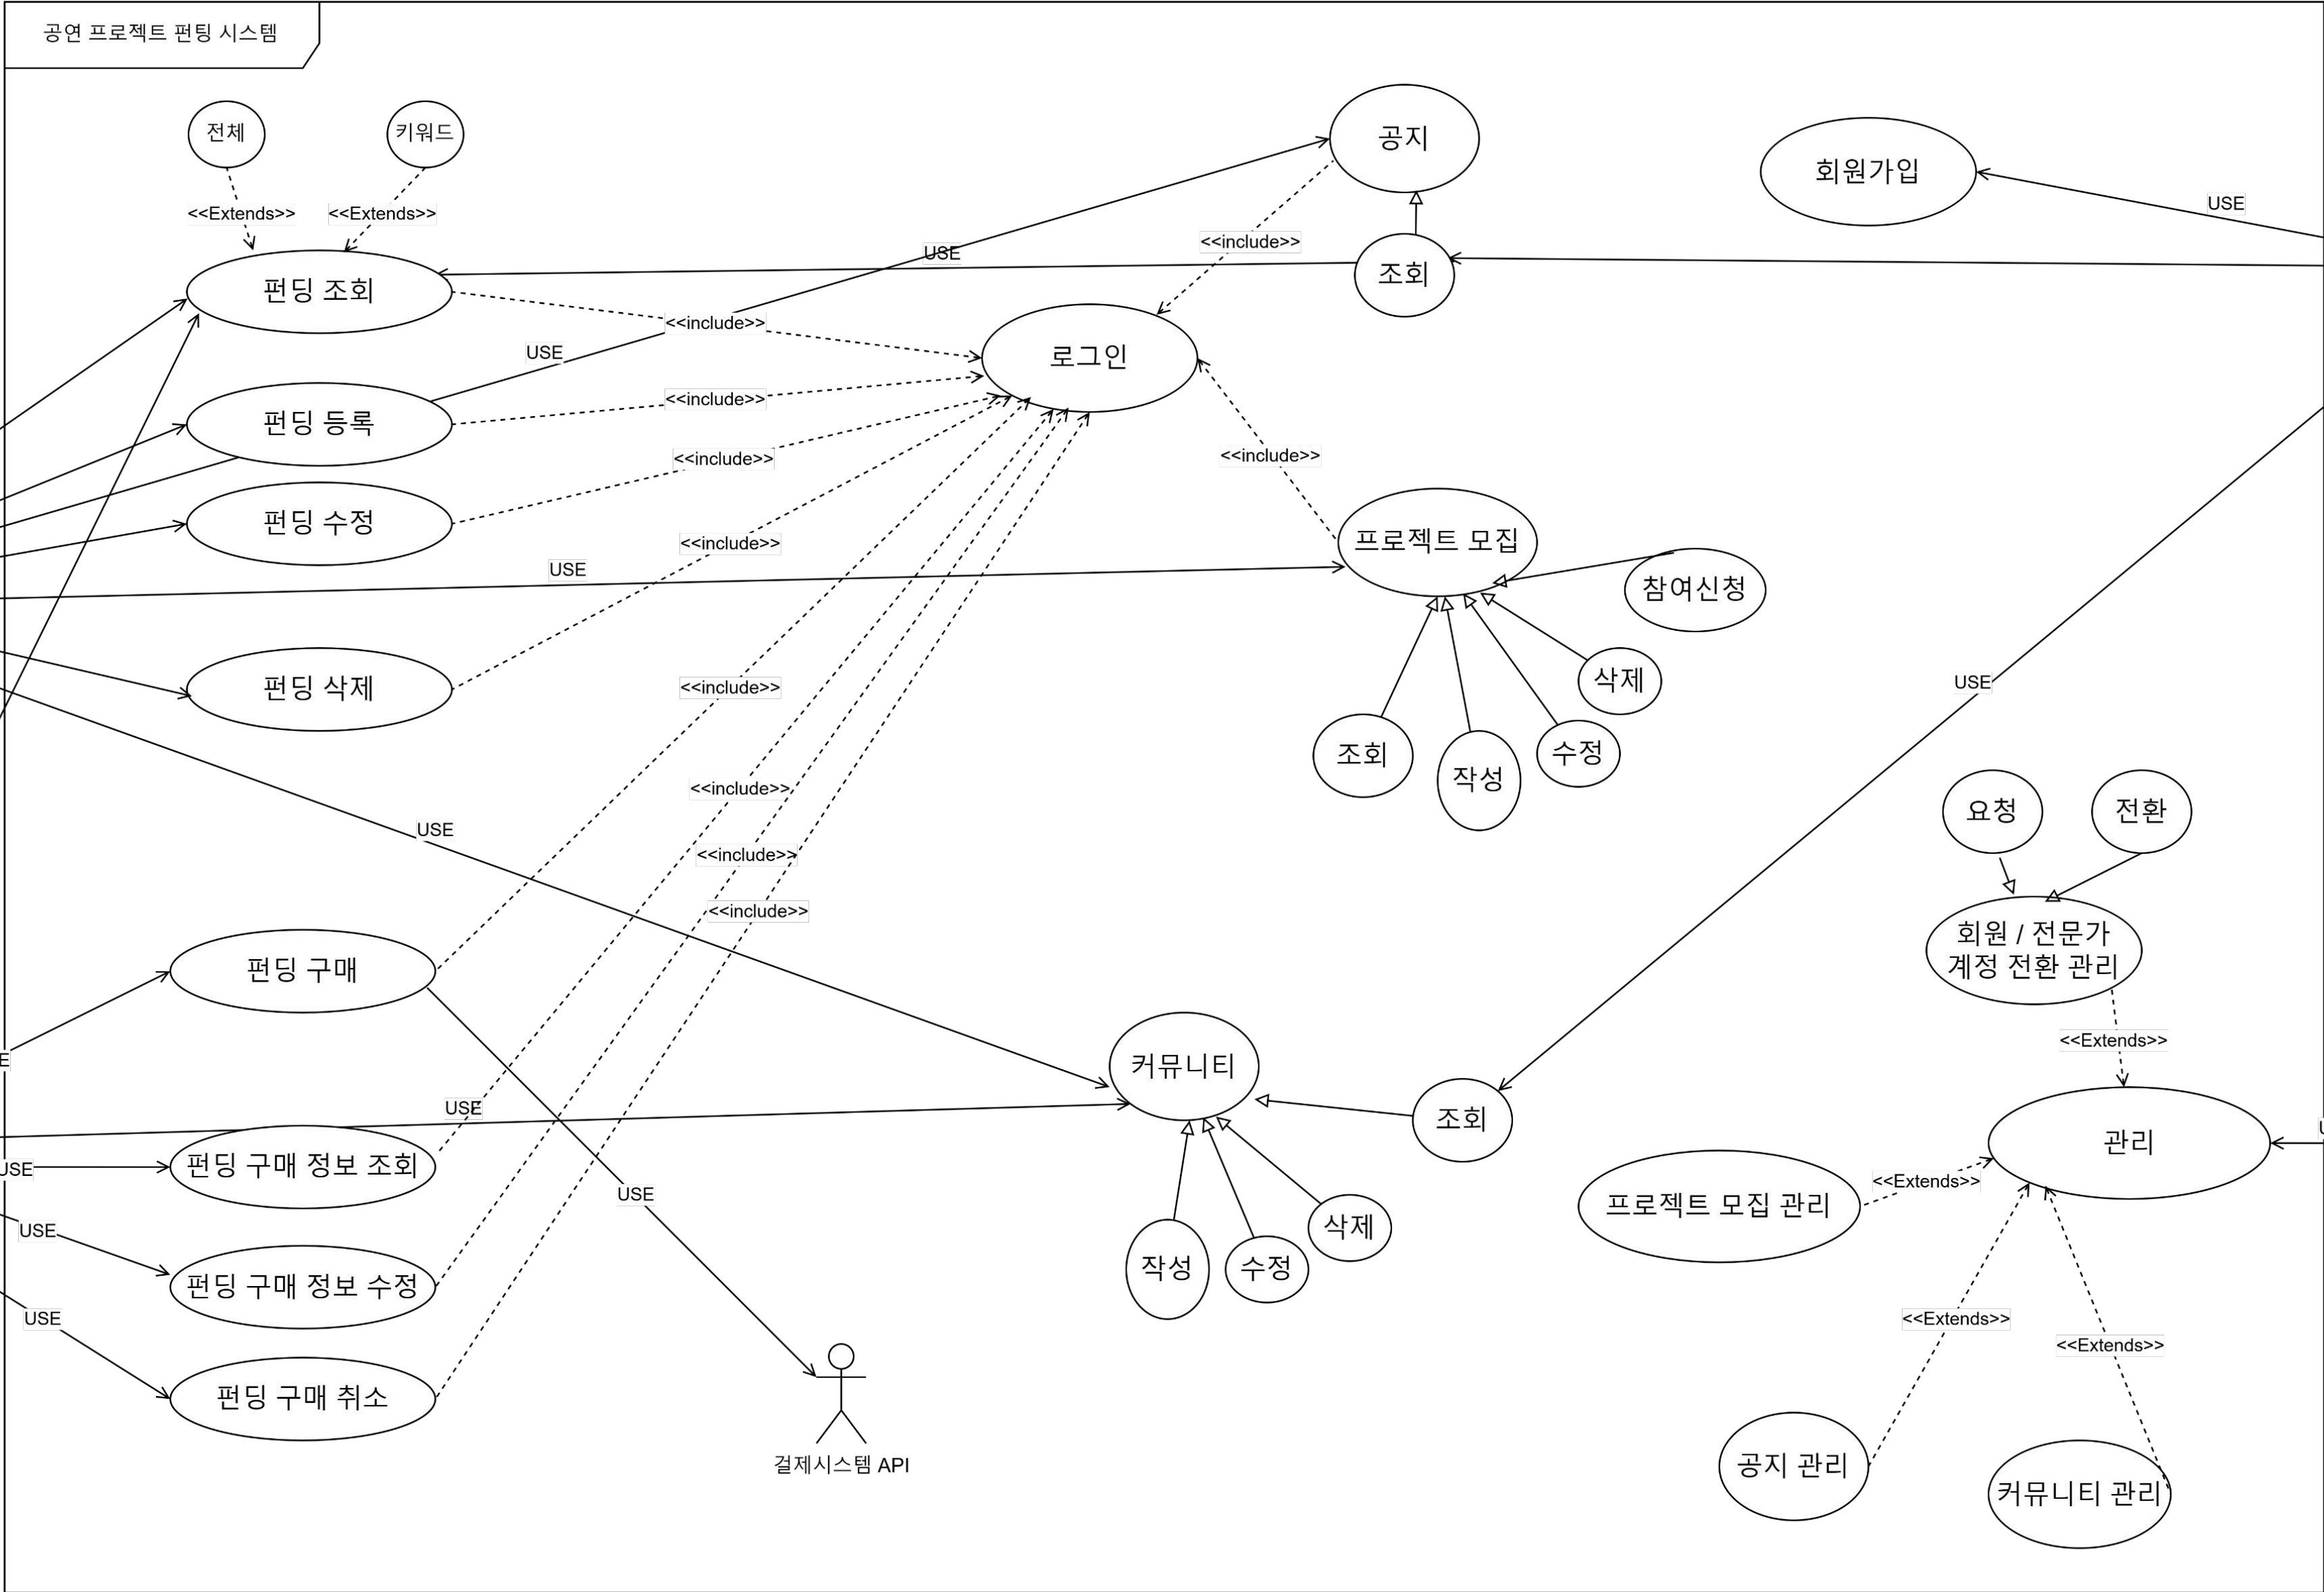 공연 프로젝트 펀팅 시스템
전체
키워드
공지
회원가입
USE
<<Extends>>
<<Extends>>
<<include>>
USE
조회
펀딩 조회
<<include>>
USE
로그인
<<include>>
펀딩 등록
<<include>>
<<include>>
펀딩 수정
<<include>>
프로젝트 모집
USE
참여신청
<<include>>
펀딩 삭제
삭제
USE
조회
수정
작성
<<include>>
요청
전환
USE
<<include>>
<<include>>
회원 / 전문가
계정 전환 관리
펀딩 구매
<<Extends>>
E
커뮤니티
USE
조회
관리
U
USE
펀딩 구매 정보 조회
<<Extends>>
프로젝트 모집 관리
USE
삭제
USE
펀딩 구매 정보 수정
작성
수정
USE
<<Extends>>
<<Extends>>
펀딩 구매 취소
걸제시스템 API
공지 관리
커뮤니티 관리